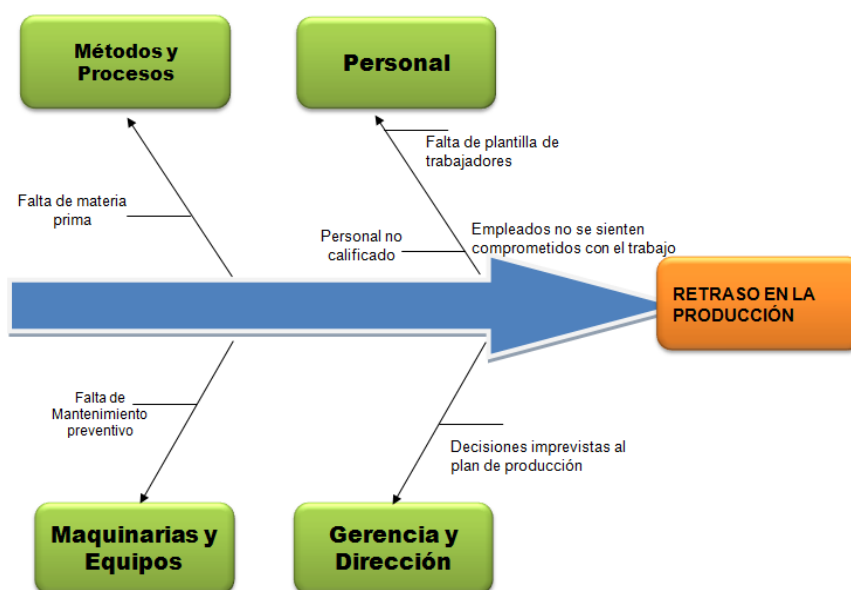 Métodos y
Procesos
Personal
Falta de plantilla de
trabajadores
Falta de materia
prima
Personal no
calificado
Empleados no se sienten
comprometidos con el trabajo
RETRASO EN LA
PRODUCCIÓN
Falta de
Mantenimiento
preventivo
Decisiones imprevistas al
plan de producción
Maquinarias y
Equipos
Gerencia y
Dirección